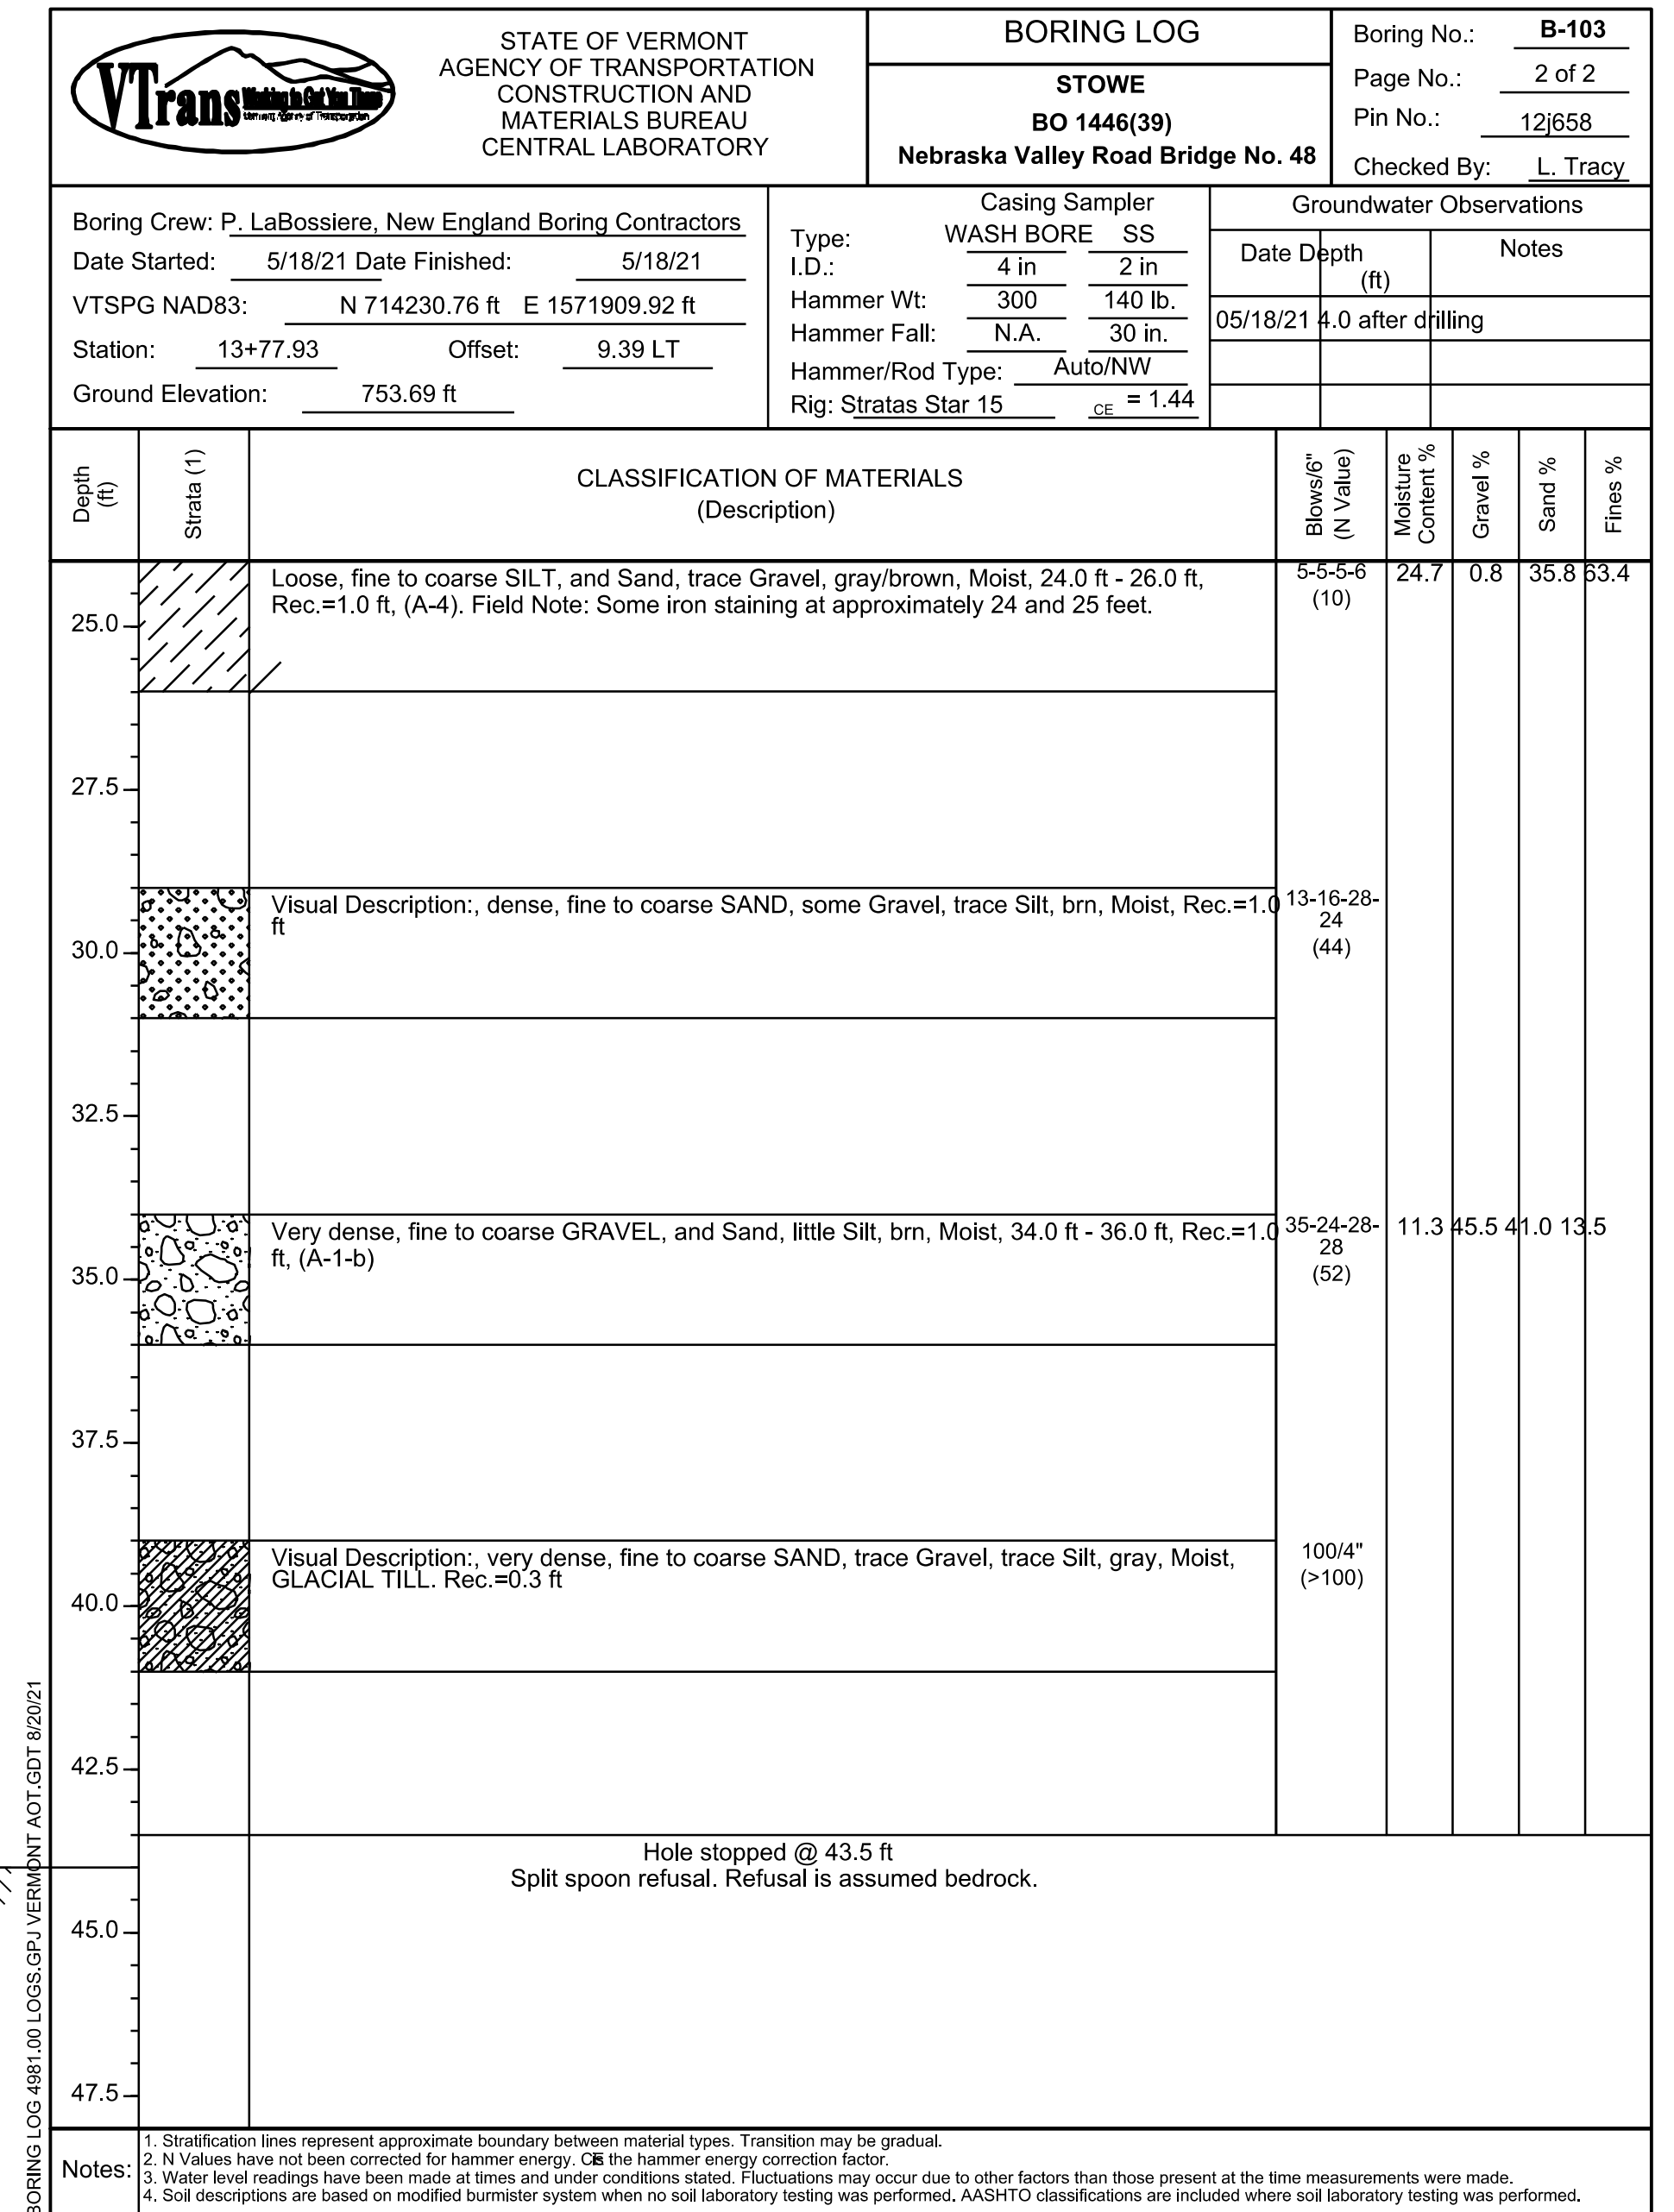 VTrans Working to Get You There
Vermont Agency of Transportation
STATE OF VERMONT
AGENCY OF TRANSPORTATION
CONSTRUCTION AND
MATERIALS BUREAU
CENTRAL LABORATORY
BORING LOG
STOWE
BO 1446(39)
Nebraska Valley Road Bridge No. 48
Boring No.: B-103
Page No.: 2 of 2
Pin No.: 12j658
Checked By: L. Tracy
Boring Crew: P. LaBossiere, New England Boring Contractors
Date Started: 5/18/21 Date Finished: 5/18/21
VTSPG NAD83: N 714230.76 ft E 1571909.92 ft
Station: 13+77.93 Offset: 9.39 LT
Ground Elevation: 753.69 ft
Casing Sampler
Type: WASH BORE SS
I.D.: 4 in 2 in
Hammer Wt: 300 140 lb.
Hammer Fall: N.A. 30 in.
Hammer/Rod Type: Auto/NW
Rig: Stratas Star 15 CE = 1.44
Groundwater Observations
Date Depth (ft) Notes
05/18/21 4.0 after drilling
Depth (ft)
Strata (1)
CLASSIFICATION OF MATERIALS
(Description)
Blows/6" (N Value)
Moisture Content %
Gravel %
Sand %
Fines %
Loose, fine to coarse SILT, and Sand, trace Gravel, gray/brown, Moist, 24.0 ft - 26.0 ft, 5-5-5-6 24.7 0.8 35.8 63.4
Rec.=1.0 ft, (A-4). Field Note: Some iron staining at approximately 24 and 25 feet. (10)
25.0
27.5
Visual Description:, dense, fine to coarse SAND, some Gravel, trace Silt, brn, Moist, Rec.=1.0 13-16-28-
ft 24
30.0 (44)
32.5
Very dense, fine to coarse GRAVEL, and Sand, little Silt, brn, Moist, 34.0 ft - 36.0 ft, Rec.=1.0 35-24-28- 11.3 45.5 41.0 13.5
ft, (A-1-b) 28
35.0 (52)
37.5
Visual Description:, very dense, fine to coarse SAND, trace Gravel, trace Silt, gray, Moist, 100/4"
GLACIAL TILL. Rec.=0.3 ft (>100)
40.0
42.5
Hole stopped @ 43.5 ft
Split spoon refusal. Refusal is assumed bedrock.
45.0
47.5
Notes:
1. Stratification lines represent approximate boundary between material types. Transition may be gradual.
2. N Values have not been corrected for hammer energy. CE is the hammer energy correction factor.
3. Water level readings have been made at times and under conditions stated. Fluctuations may occur due to other factors than those present at the time measurements were made.
4. Soil descriptions are based on modified burmister system when no soil laboratory testing was performed. AASHTO classifications are included where soil laboratory testing was performed.
BORING LOG 4981.00 LOGS.GPJ VERMONT AOT.GDT 8/20/21